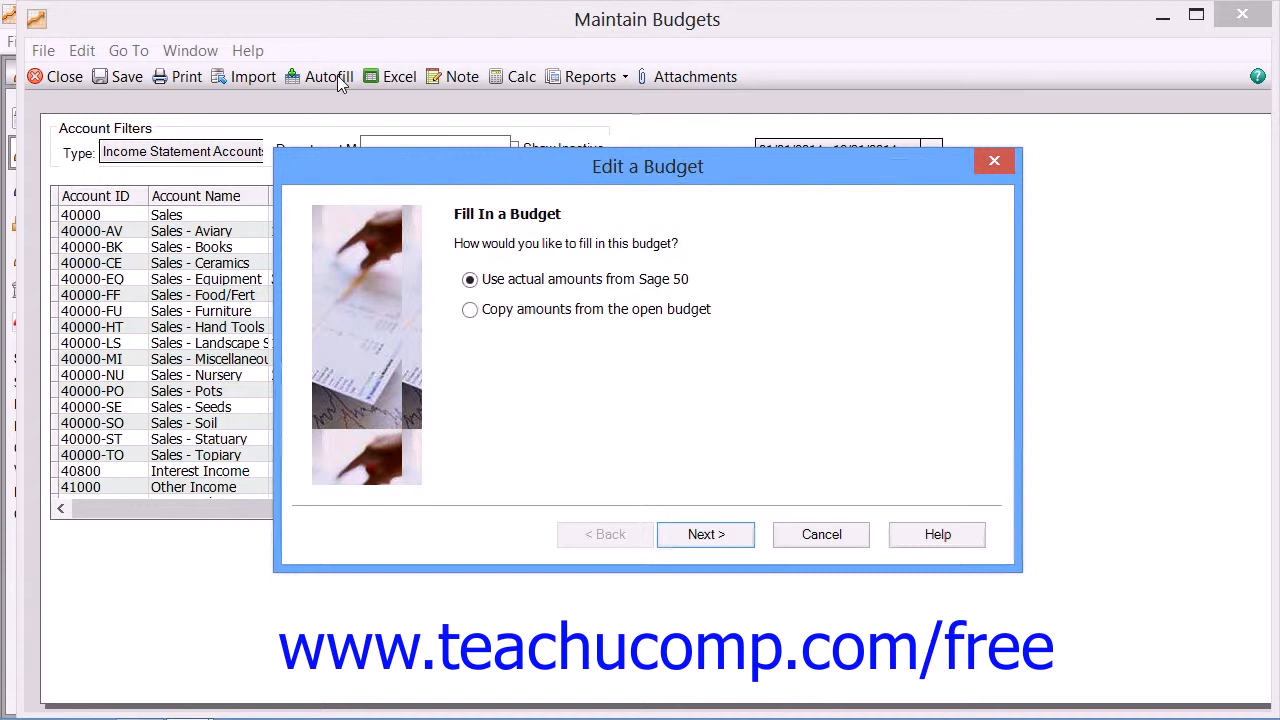 Maintain Budgets
File Edit Go To Window Help
Close Save Print Import Autofill Excel Note Calc Reports Attachments
Account Filters
Type: Income Statement Accounts
Account ID Account Name
40000 Sales
40000-AV Sales - Aviary
40000-BK Sales - Books
40000-CE Sales - Ceramics
40000-EQ Sales - Equipment
40000-FF Sales - Food/Fert
40000-FU Sales - Furniture
40000-HT Sales - Hand Tools
40000-LS Sales - Landscape S
40000-MI Sales - Miscellaneou
40000-NU Sales - Nursery
40000-PO Sales - Pots
40000-SE Sales - Seeds
40000-SO Sales - Soil
40000-ST Sales - Statuary
40000-TO Sales - Topiary
40800 Interest Income
41000 Other Income
Edit a Budget
Fill In a Budget
How would you like to fill in this budget?
Use actual amounts from Sage 50
Copy amounts from the open budget
< Back Next > Cancel Help
www.teachucomp.com/free